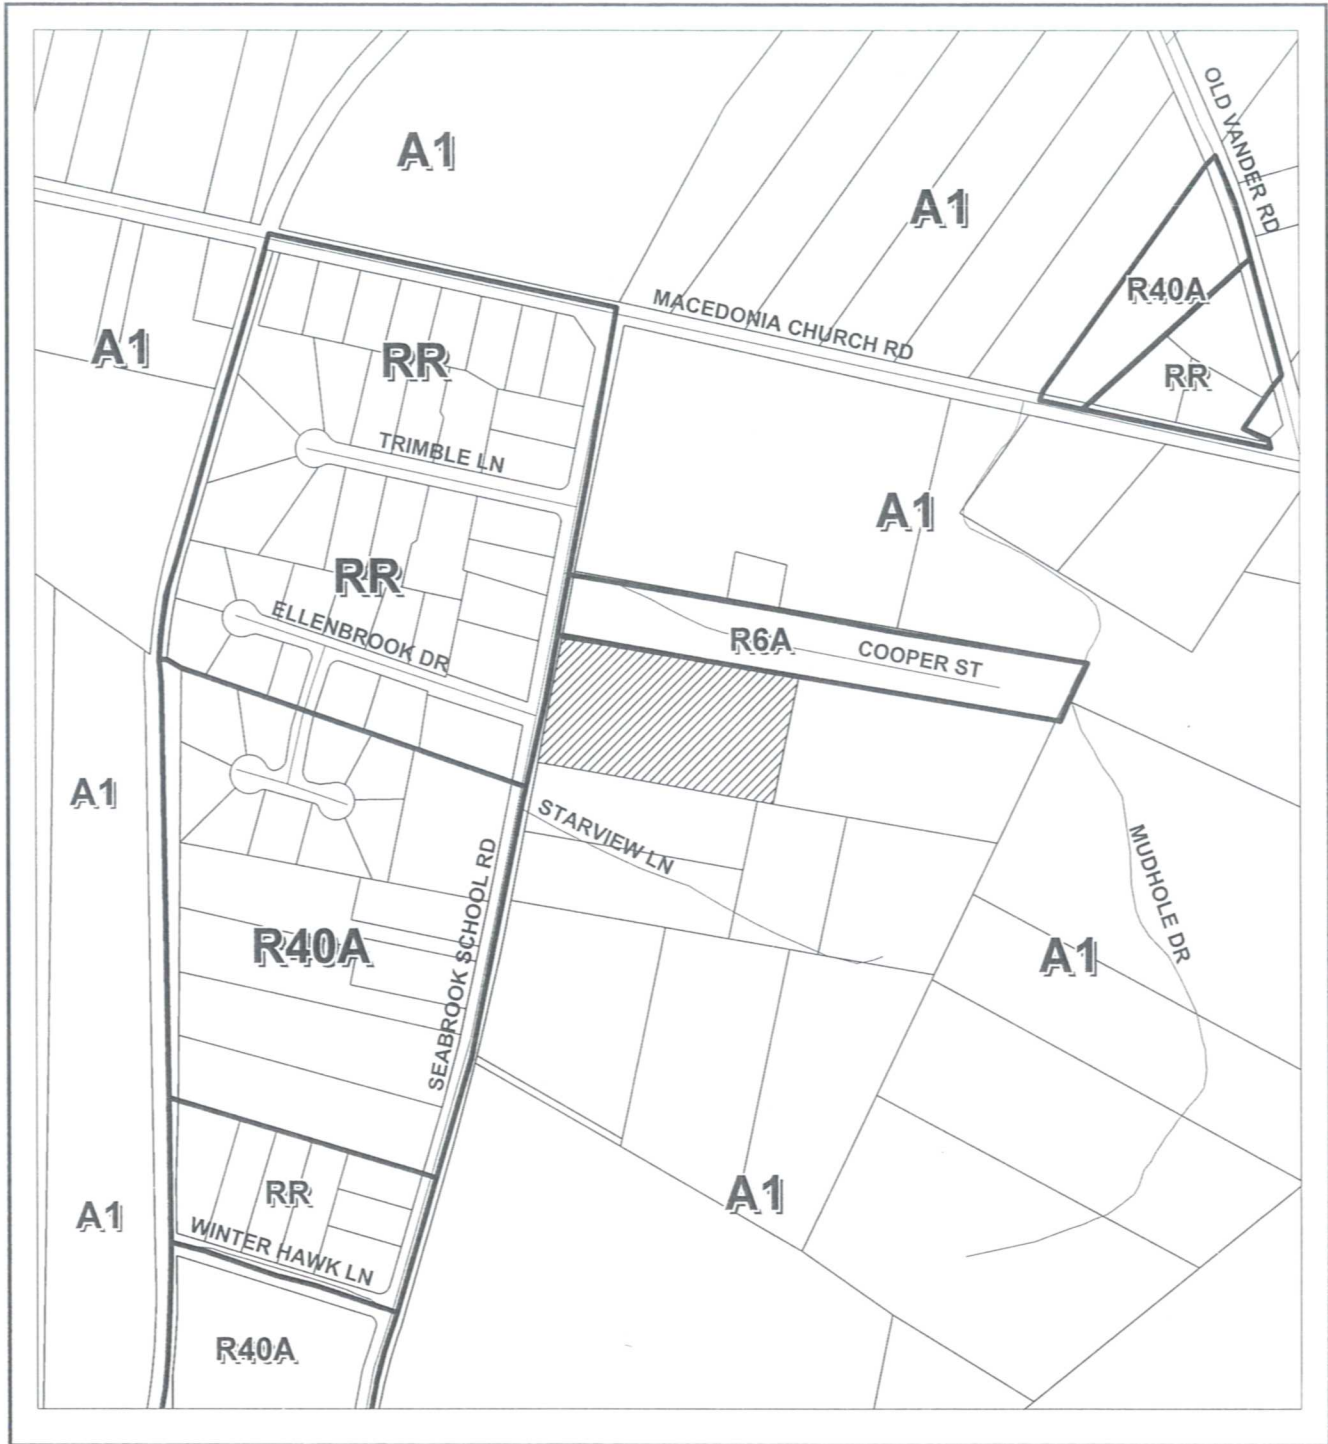 OLD VANDER RD
A1
A1
R40A
MACEDONIA CHURCH RD
A1
RR
RR
TRIMBLE LN
A1
RR
ELLENBROOK DR
R6A
COOPER ST
A1
STARVIEW LN
MUDHOLE DR
SEABROOK SCHOOL RD
R40A
A1
RR
A1
A1
WINTER HAWK LN
R40A